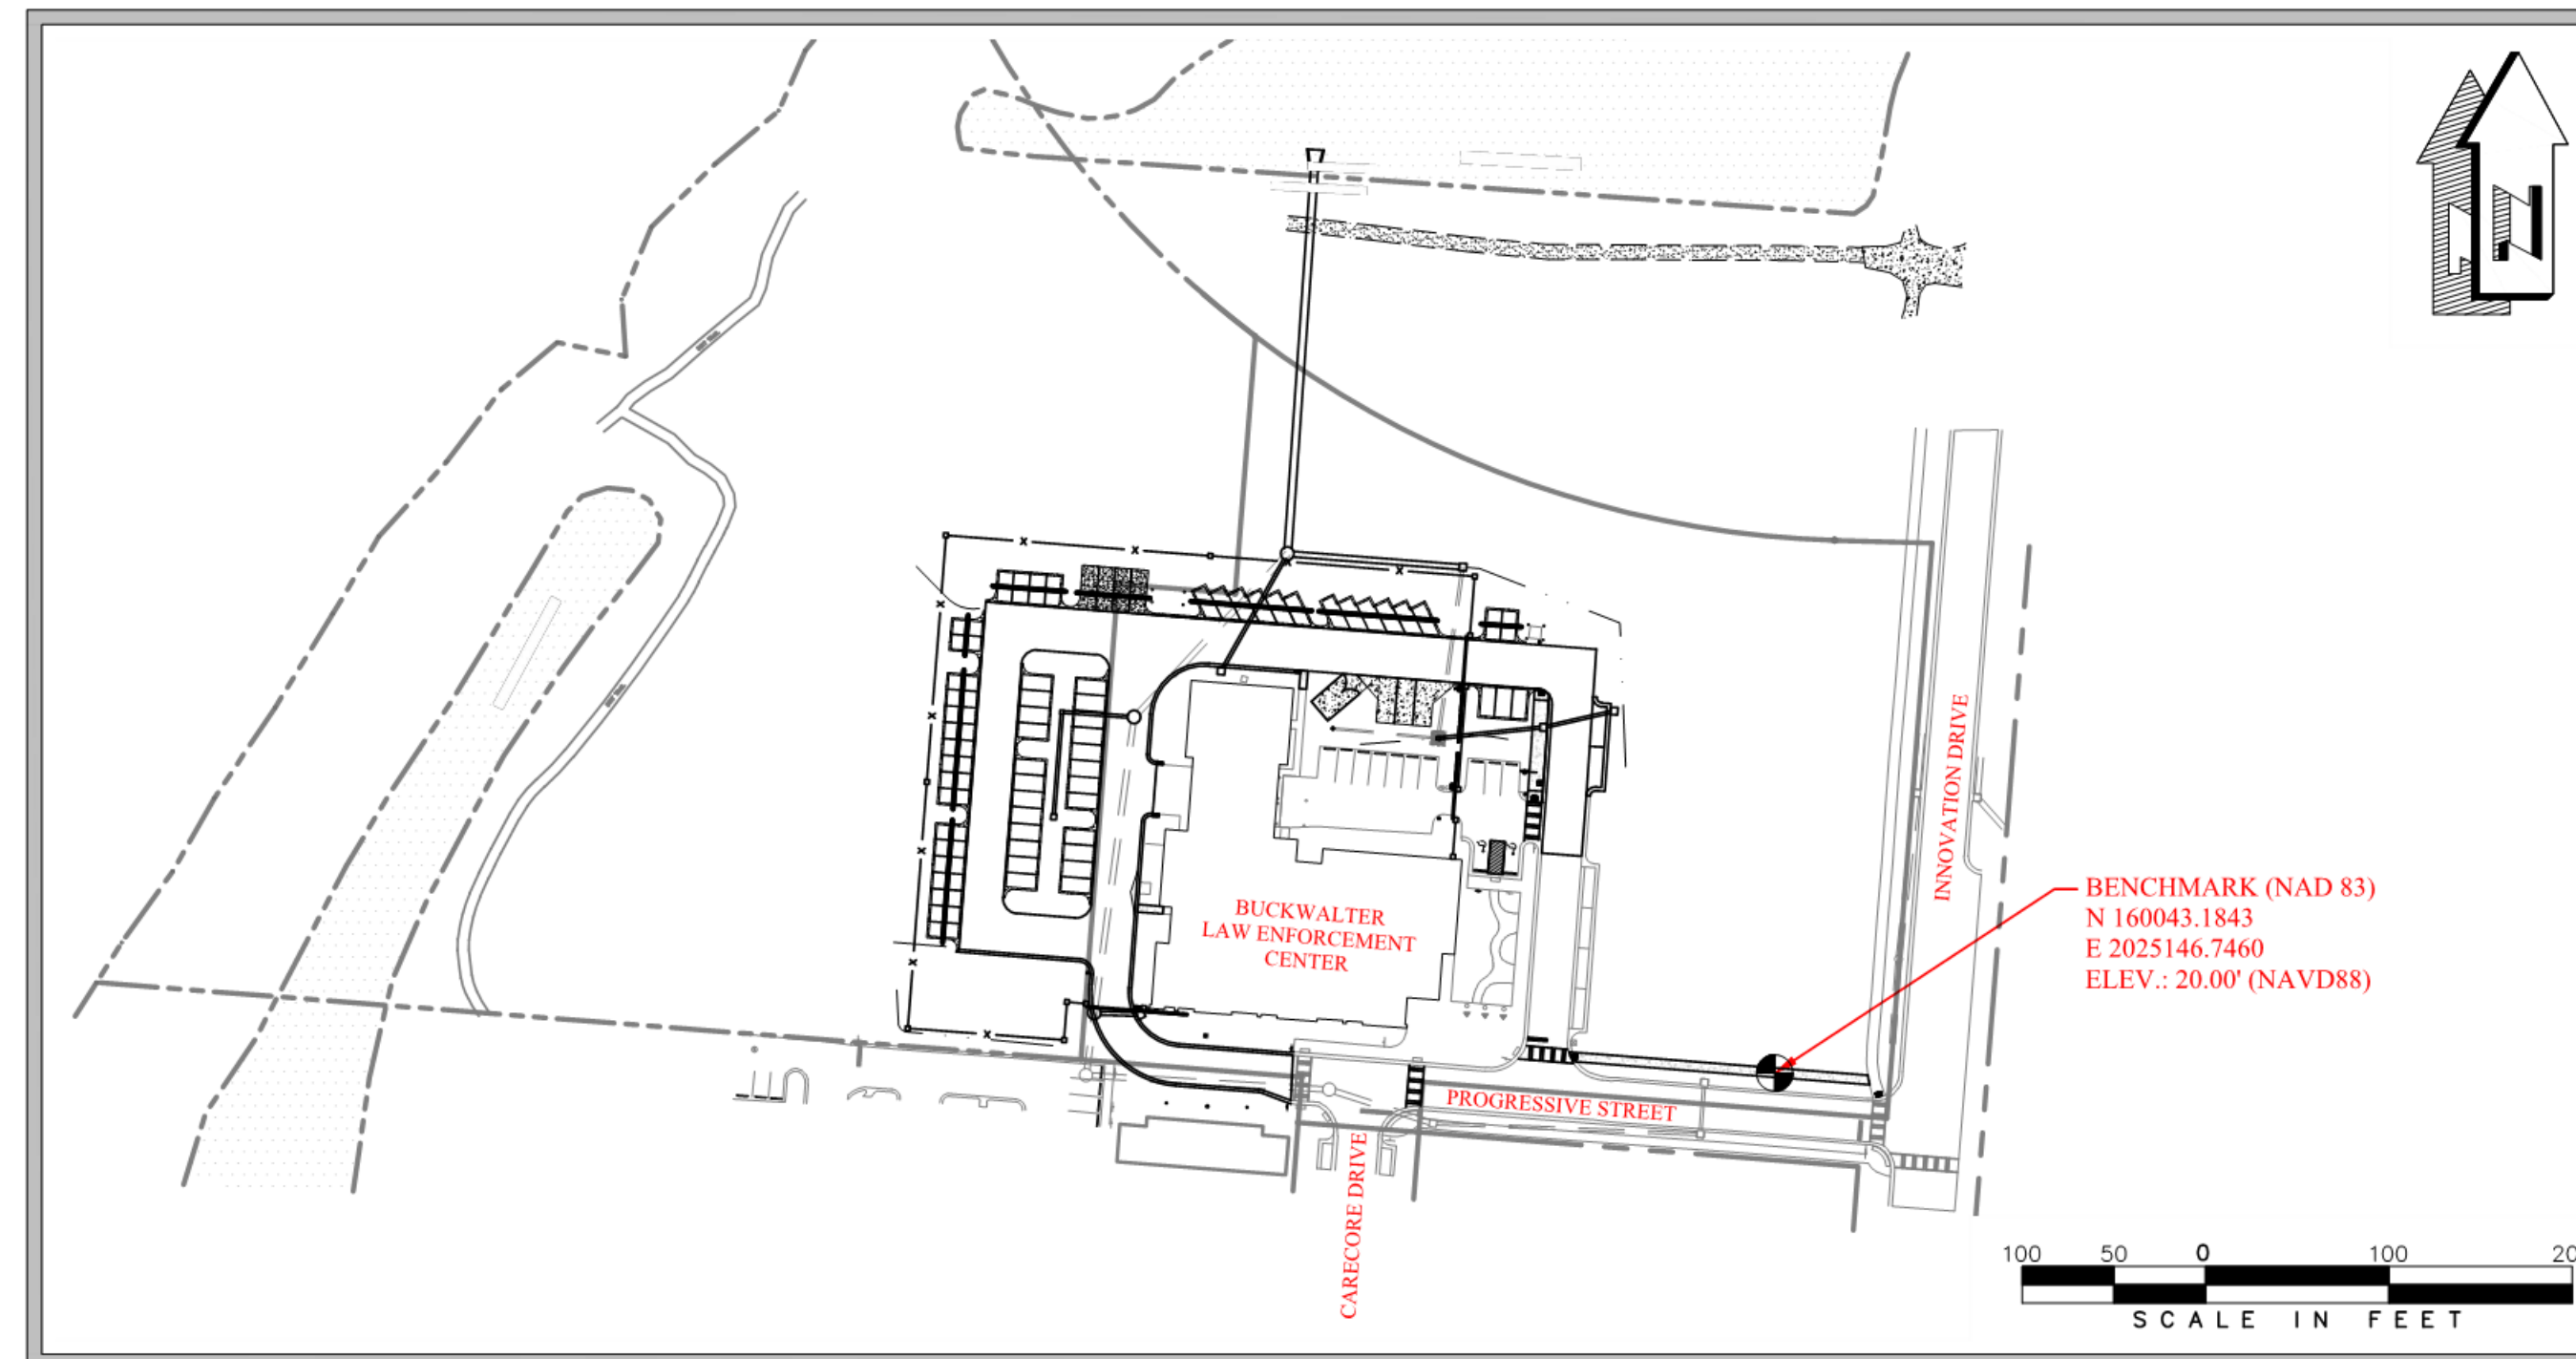 N
INNOVATION DRIVE
BENCHMARK (NAD 83)
N 160043.1843
E 2025146.7460
ELEV.: 20.00' (NAVD88)
BUCKWALTER
LAW ENFORCEMENT
CENTER
PROGRESSIVE STREET
CARECORE DRIVE
100 50 0 100
SCALE IN FEET